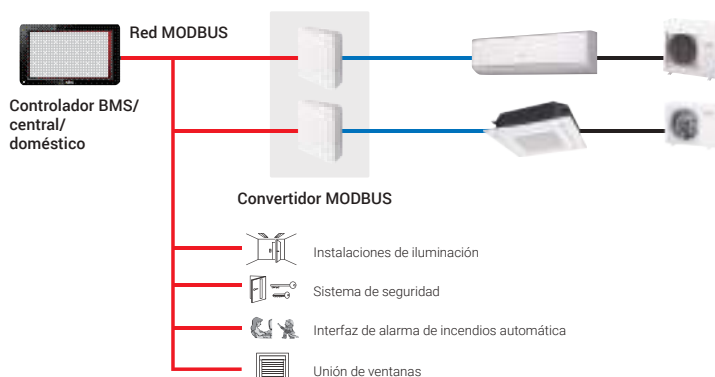 Red MODBUS
Controlador BMS/
central/
doméstico
Convertidor MODBUS
Instalaciones de iluminación
Sistema de seguridad
Interfaz de alarma de incendios automática
Unión de ventanas